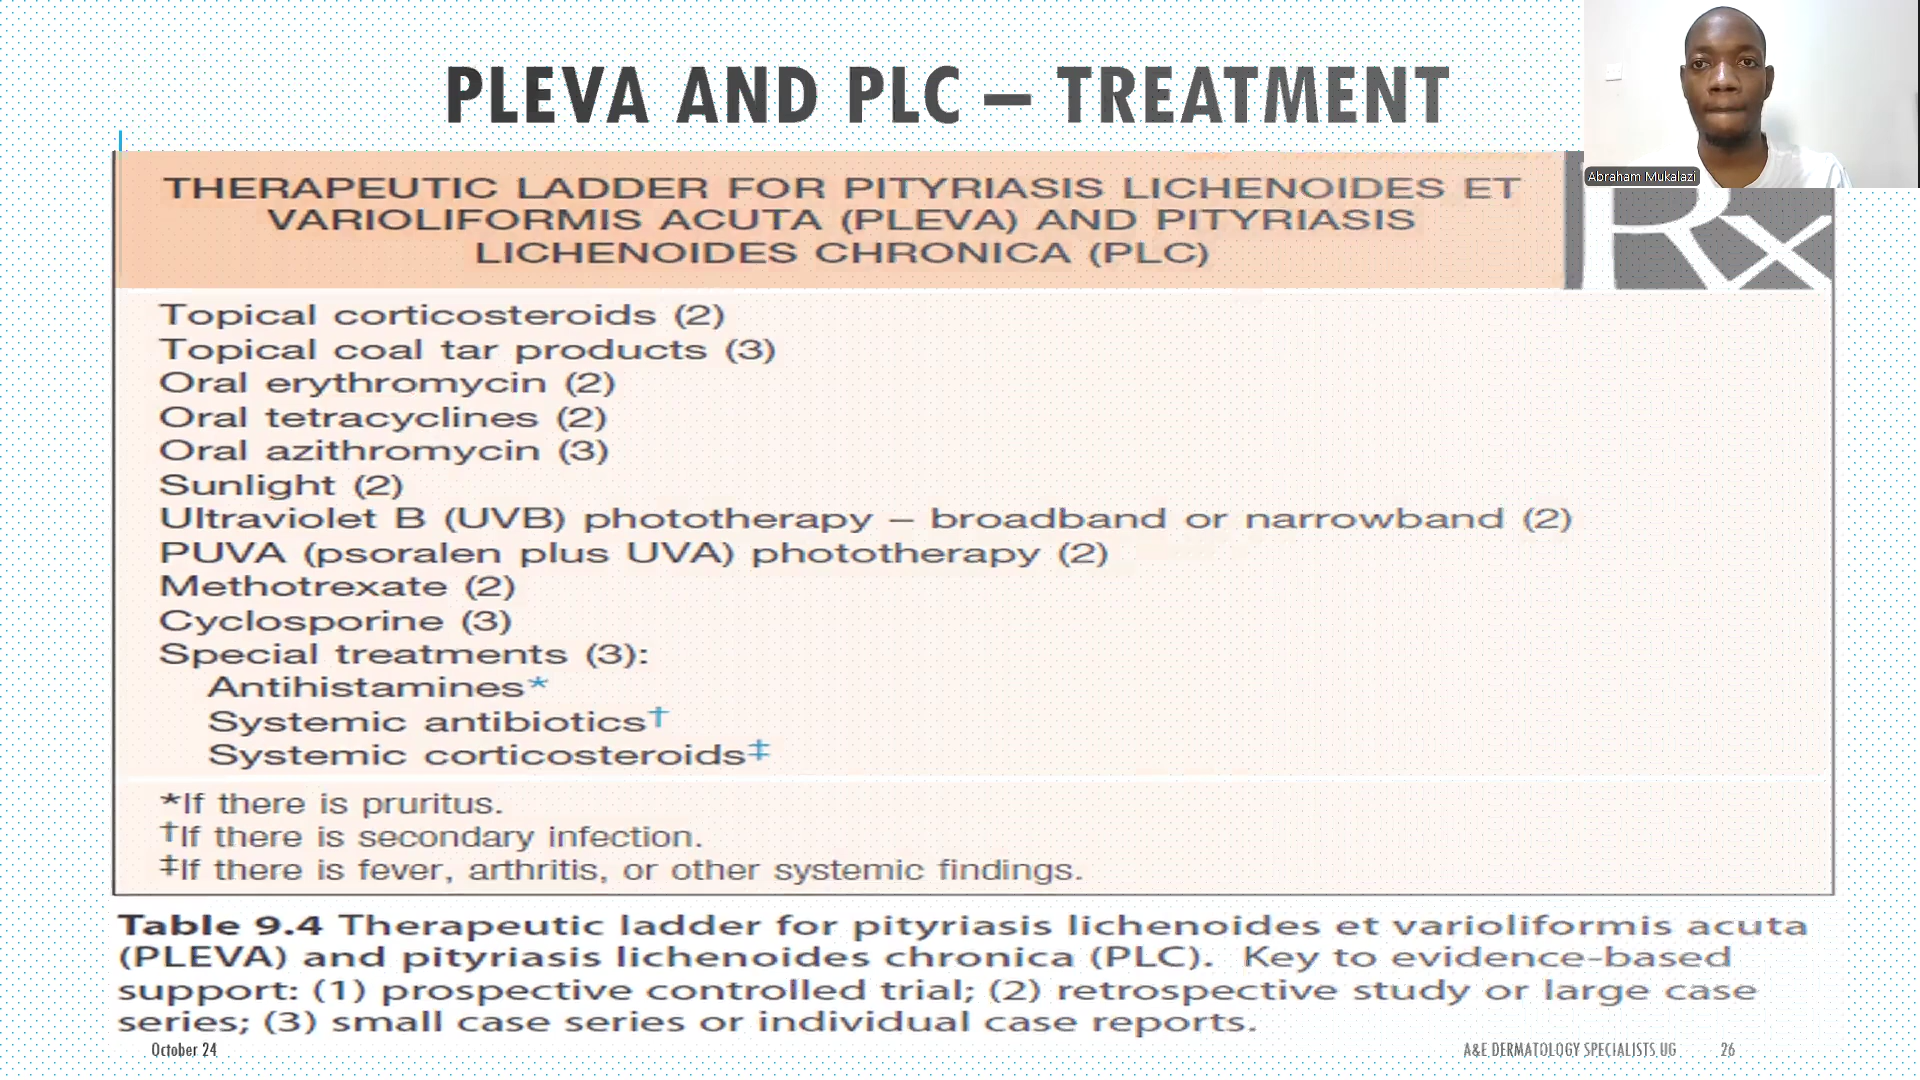 PLEVA AND PLC – TREATMENT
Abraham Mukalazi
THERAPEUTIC LADDER FOR PITYRIASIS LICHENOIDES ET
VARIOLIFORMIS ACUTA (PLEVA) AND PITYRIASIS
LICHENOIDES CHRONICA (PLC)
Rx
Topical corticosteroids (2)
Topical coal tar products (3)
Oral erythromycin (2)
Oral tetracyclines (2)
Oral azithromycin (3)
Sunlight (2)
Ultraviolet B (UVB) phototherapy – broadband or narrowband (2)
PUVA (psoralen plus UVA) phototherapy (2)
Methotrexate (2)
Cyclosporine (3)
Special treatments (3):
Antihistamines*
Systemic antibiotics†
Systemic corticosteroids‡
*If there is pruritus.
†If there is secondary infection.
‡If there is fever, arthritis, or other systemic findings.
Table 9.4 Therapeutic ladder for pityriasis lichenoides et varioliformis acuta
(PLEVA) and pityriasis lichenoides chronica (PLC). Key to evidence-based
support: (1) prospective controlled trial; (2) retrospective study or large case
series; (3) small case series or individual case reports.
October 24
A&E DERMATOLOGY SPECIALISTS UG
26